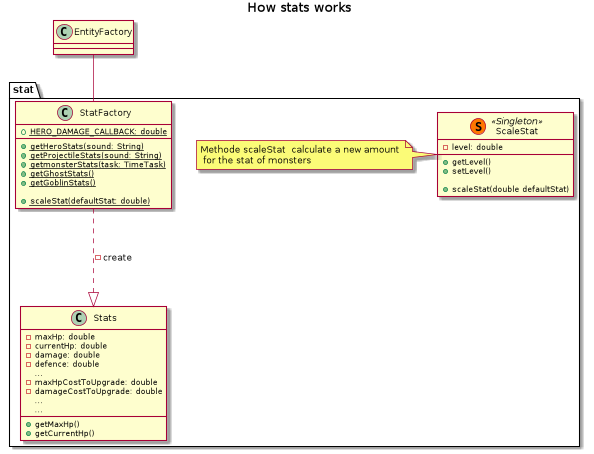 How stats works
C EntityFactory
stat
C StatFactory
HERO_DAMAGE_CALLBACK: double
getHeroStats(sound: String)
getProjectileStats(sound: String)
getmonsterStats(task: TimeTask)
getGhostStats()
getGoblinStats()
scaleStat(defaultStat: double)
Methode scaleStat calculate a new amount
for the stat of monsters
S «Singleton»
ScaleStat
level: double
getLevel()
setLevel()
scaleStat(double defaultStat)
create
C Stats
maxHp: double
currentHp: double
damage: double
defence: double
...
maxHpCostToUpgrade: double
damageCostToUpgrade: double
...
...
getMaxHp()
getCurrentHp()